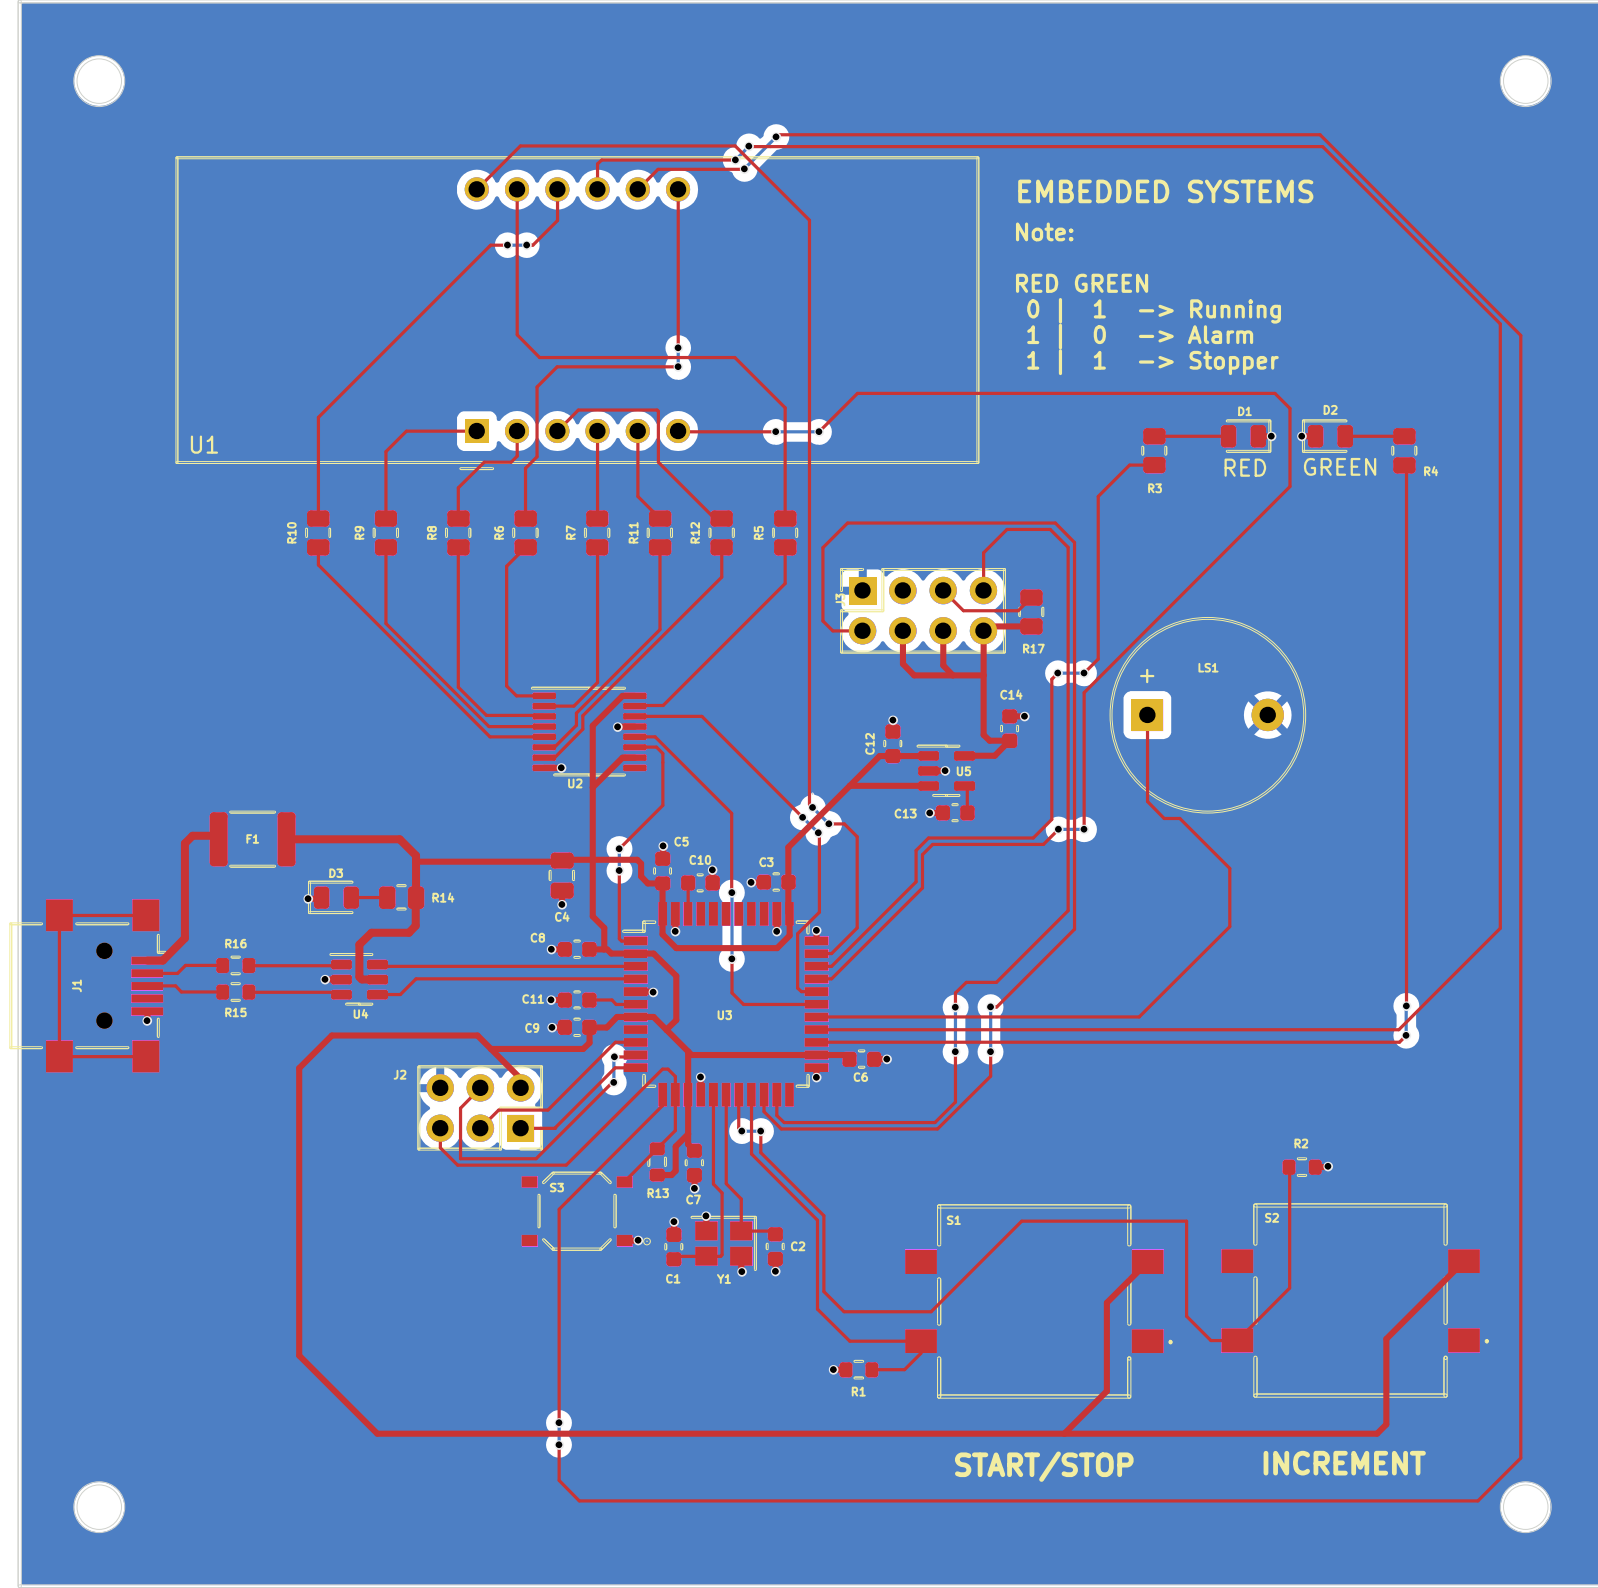 EMBEDDED SYSTEMS
Note:
RED GREEN
0 | 1 -> Running
1 | 0 -> Alarm
1 | 1 -> Stopper
U1
D1
D2
RED
GREEN
R3
R4
R10
R9
R8
R6
R7
R11
R12
R5
J3
R17
LS1
+
C14
C12
U5
C13
U2
F1
C5
C10
C3
D3
R14
C4
R16
C8
J1
C11
R15
U4
U3
C9
J2
C6
R2
S3
R13
C7
S1
S2
C2
C1
Y1
R1
START/STOP
INCREMENT